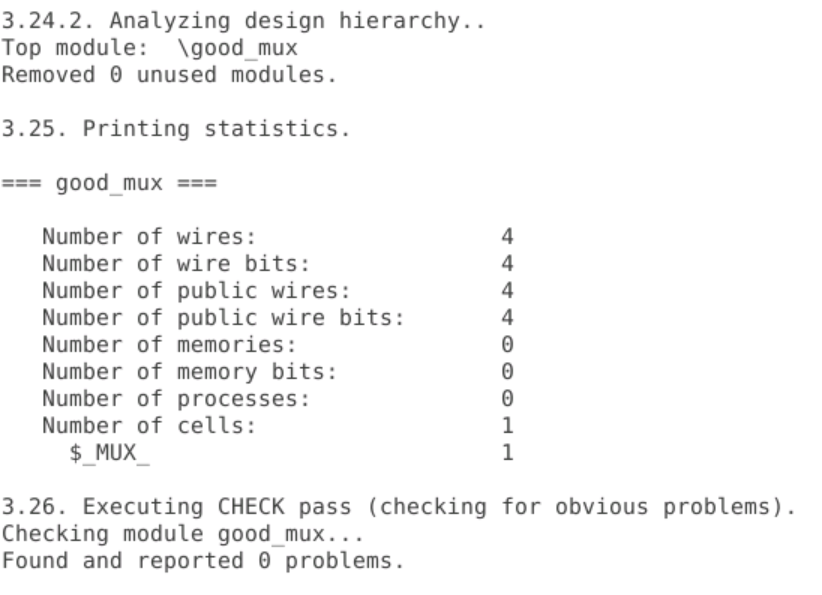 3.24.2. Analyzing design hierarchy..
Top module:  \good_mux
Removed 0 unused modules.
3.25. Printing statistics.
=== good_mux ===
Number of wires: 4
Number of wire bits: 4
Number of public wires: 4
Number of public wire bits: 4
Number of memories: 0
Number of memory bits: 0
Number of processes: 0
Number of cells: 1
$_MUX_ 1
3.26. Executing CHECK pass (checking for obvious problems).
Checking module good_mux...
Found and reported 0 problems.